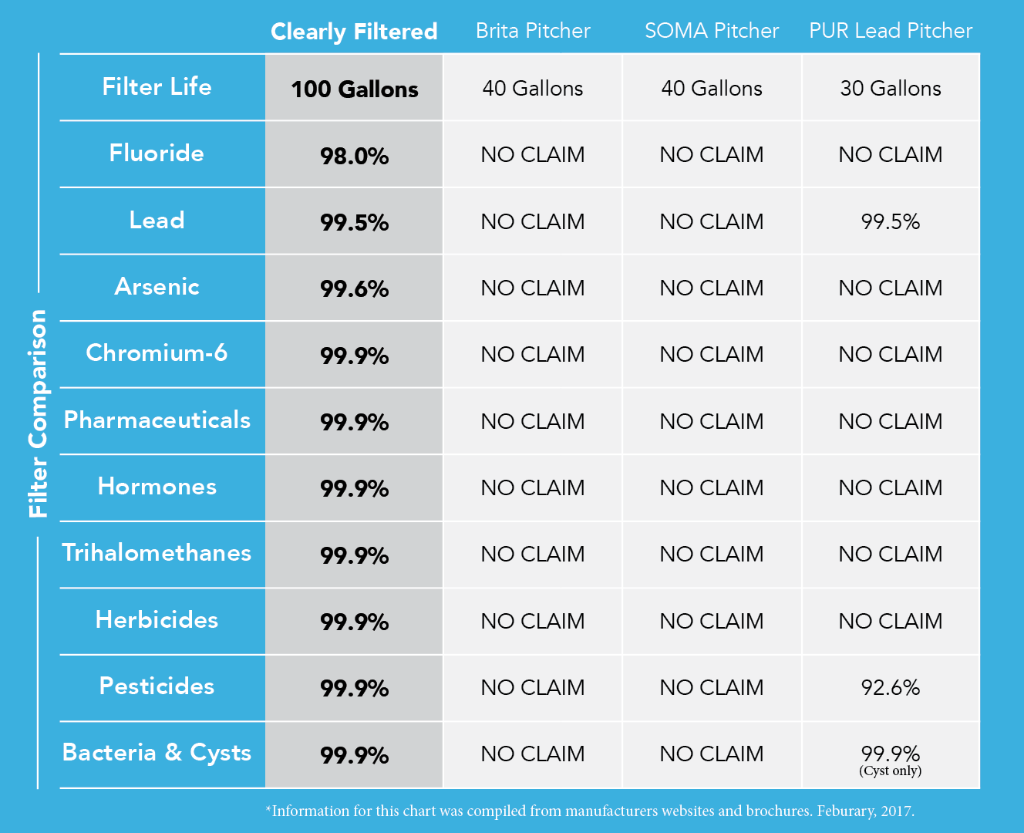 Clearly Filtered Brita Pitcher SOMA Pitcher PUR Lead Pitcher
Filter Comparison
Filter Life 100 Gallons 40 Gallons 40 Gallons 30 Gallons
Fluoride 98.0% NO CLAIM NO CLAIM NO CLAIM
Lead 99.5% NO CLAIM NO CLAIM 99.5%
Arsenic 99.6% NO CLAIM NO CLAIM NO CLAIM
Chromium-6 99.9% NO CLAIM NO CLAIM NO CLAIM
Pharmaceuticals 99.9% NO CLAIM NO CLAIM NO CLAIM
Hormones 99.9% NO CLAIM NO CLAIM NO CLAIM
Trihalomethanes 99.9% NO CLAIM NO CLAIM NO CLAIM
Herbicides 99.9% NO CLAIM NO CLAIM NO CLAIM
Pesticides 99.9% NO CLAIM NO CLAIM 92.6%
Bacteria & Cysts 99.9% NO CLAIM NO CLAIM 99.9%
(Cyst only)
*Information for this chart was compiled from manufacturers websites and brochures. Feburary, 2017.